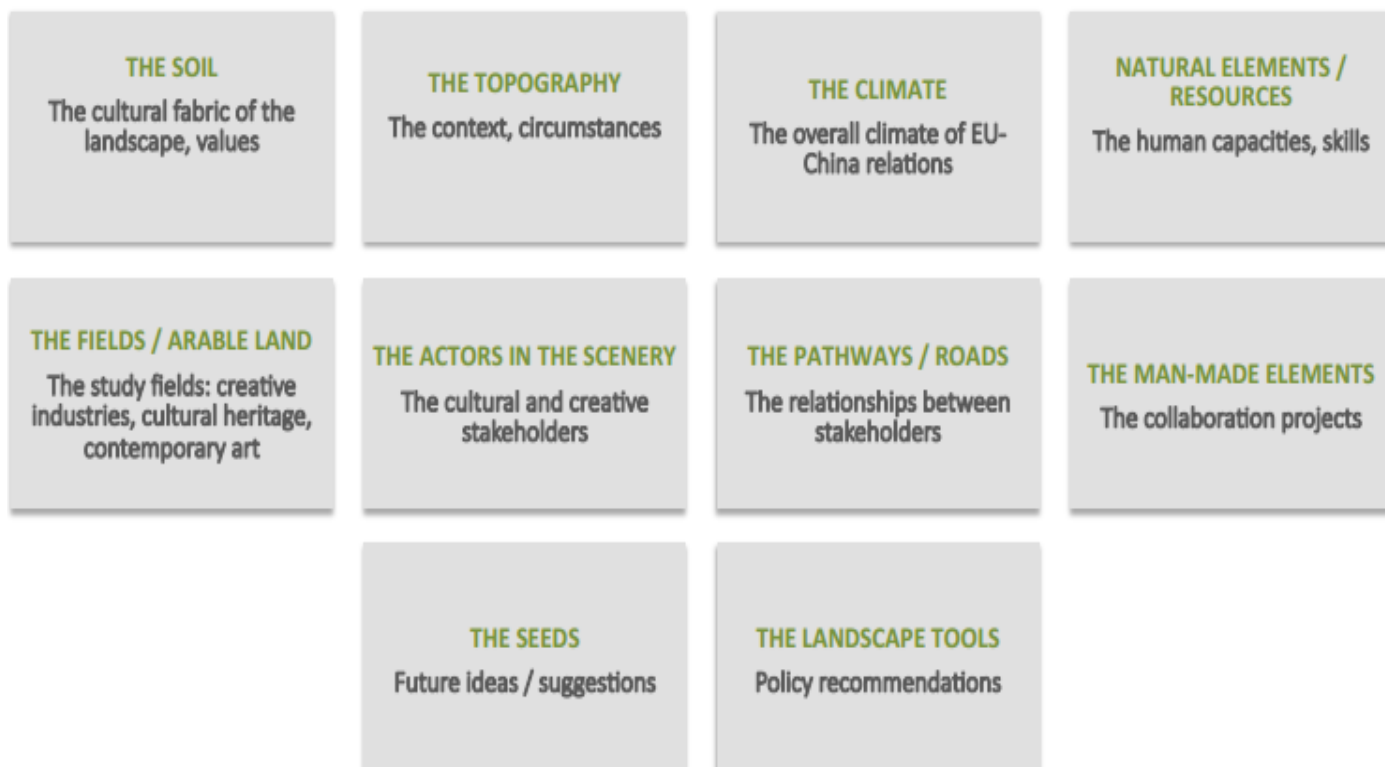 THE SOIL
The cultural fabric of the
landscape, values
THE TOPOGRAPHY
The context, circumstances
THE CLIMATE
The overall climate of EU-
China relations
NATURAL ELEMENTS /
RESOURCES
The human capacities, skills
THE FIELDS / ARABLE LAND
The study fields: creative
industries, cultural heritage,
contemporary art
THE ACTORS IN THE SCENERY
The cultural and creative
stakeholders
THE PATHWAYS / ROADS
The relationships between
stakeholders
THE MAN-MADE ELEMENTS
The collaboration projects
THE SEEDS
Future ideas / suggestions
THE LANDSCAPE TOOLS
Policy recommendations